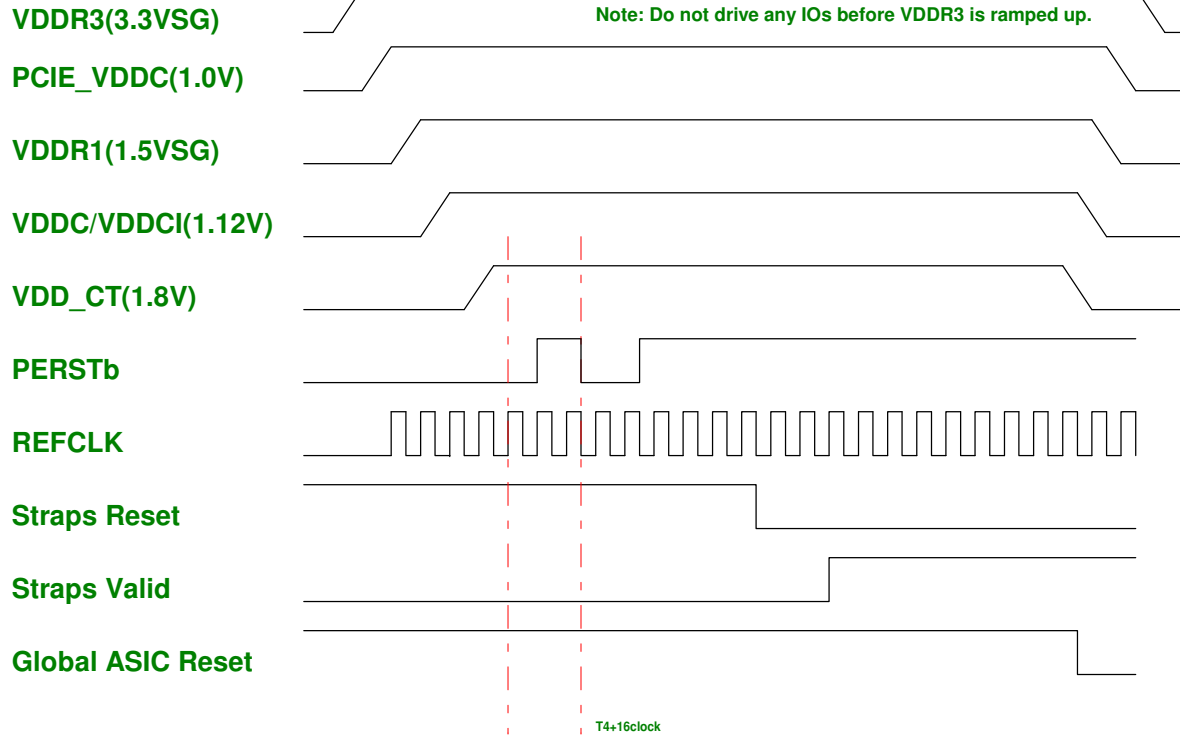 VDDR3(3.3VSG)
Note: Do not drive any IOs before VDDR3 is ramped up.
PCIE_VDDC(1.0V)
VDDR1(1.5VSG)
VDDC/VDDCI(1.12V)
VDD_CT(1.8V)
PERSTb
REFCLK
Straps Reset
Straps Valid
Global ASIC Reset
T4+16clock